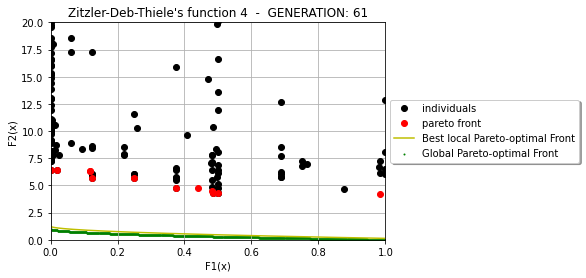 Zitzler-Deb-Thiele's function 4 - GENERATION: 61
20.0
17.5
15.0
12.5
10.0
7.5
5.0
2.5
0.0
F2(x)
0.0 0.2 0.4 0.6 0.8 1.0
F1(x)
individuals
pareto front
Best local Pareto-optimal Front
Global Pareto-optimal Front